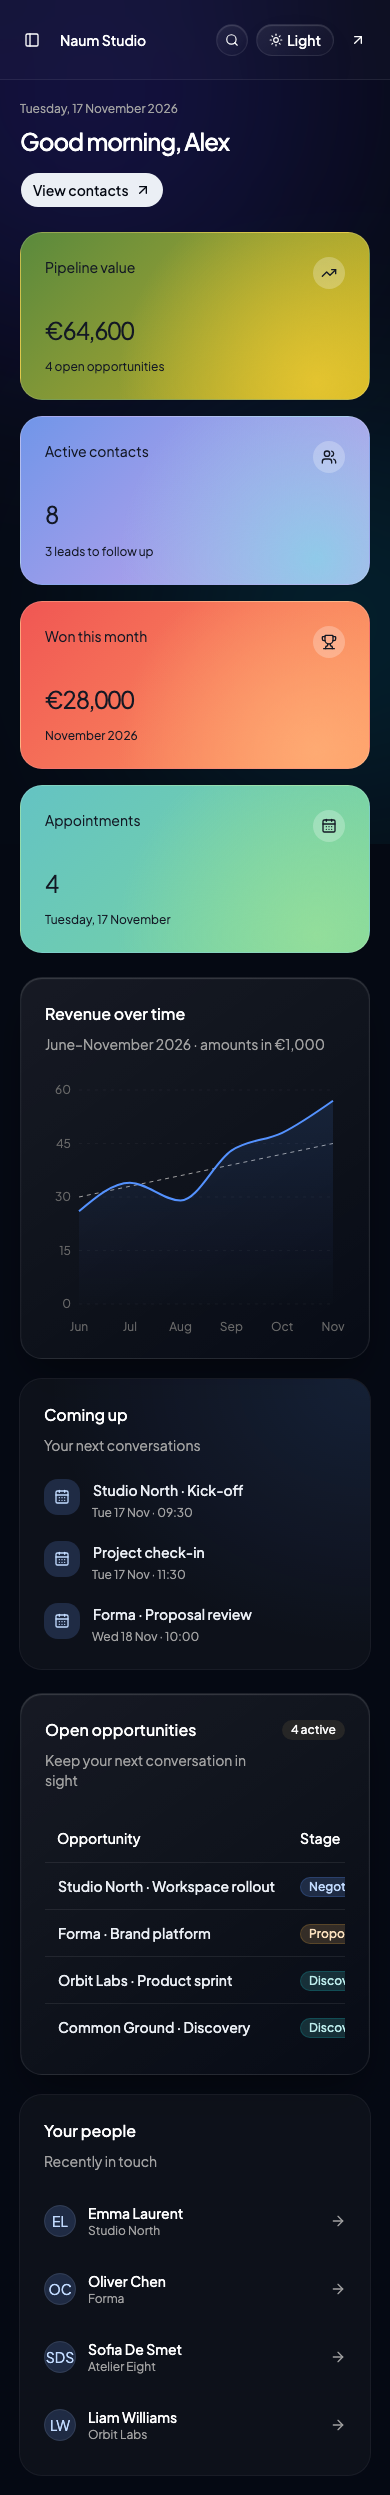 Naum Studio
Light
Tuesday, 17 November 2026
Good morning, Alex
View contacts
Pipeline value
€64,600
4 open opportunities
Active contacts
8
3 leads to follow up
Won this month
€28,000
November 2026
Appointments
4
Tuesday, 17 November
Revenue over time
June–November 2026 · amounts in €1,000
60
45
30
15
0
Jun Jul Aug Sep Oct Nov
Coming up
Your next conversations
Studio North · Kick-off
Tue 17 Nov · 09:30
Project check-in
Tue 17 Nov · 11:30
Forma · Proposal review
Wed 18 Nov · 10:00
Open opportunities
4 active
Keep your next conversation in
sight
Opportunity Stage
Studio North · Workspace rollout Negot
Forma · Brand platform Propo
Orbit Labs · Product sprint Discov
Common Ground · Discovery Discov
Your people
Recently in touch
EL Emma Laurent
Studio North
OC Oliver Chen
Forma
SDS Sofia De Smet
Atelier Eight
LW Liam Williams
Orbit Labs